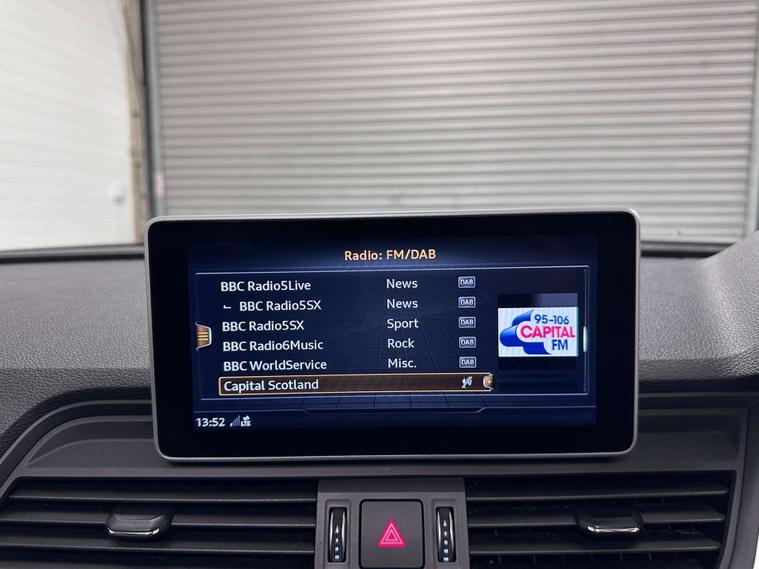 Radio: FM/DAB
BBC Radio5Live News DAB
BBC Radio5SX News DAB
BBC Radio5SX Sport DAB
BBC Radio6Music Rock DAB
BBC WorldService Misc. DAB
Capital Scotland
95-106
CAPITAL
FM
13:52 LTE